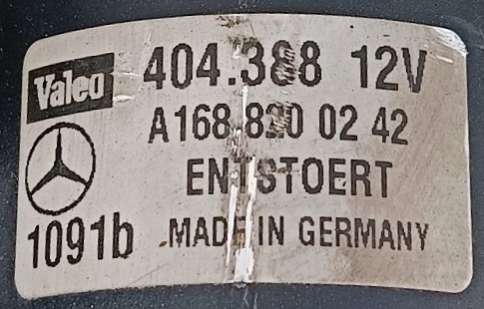 Valeo 404.388 12V
A168 820 02 42
ENTSTOERT
1091b MADE IN GERMANY